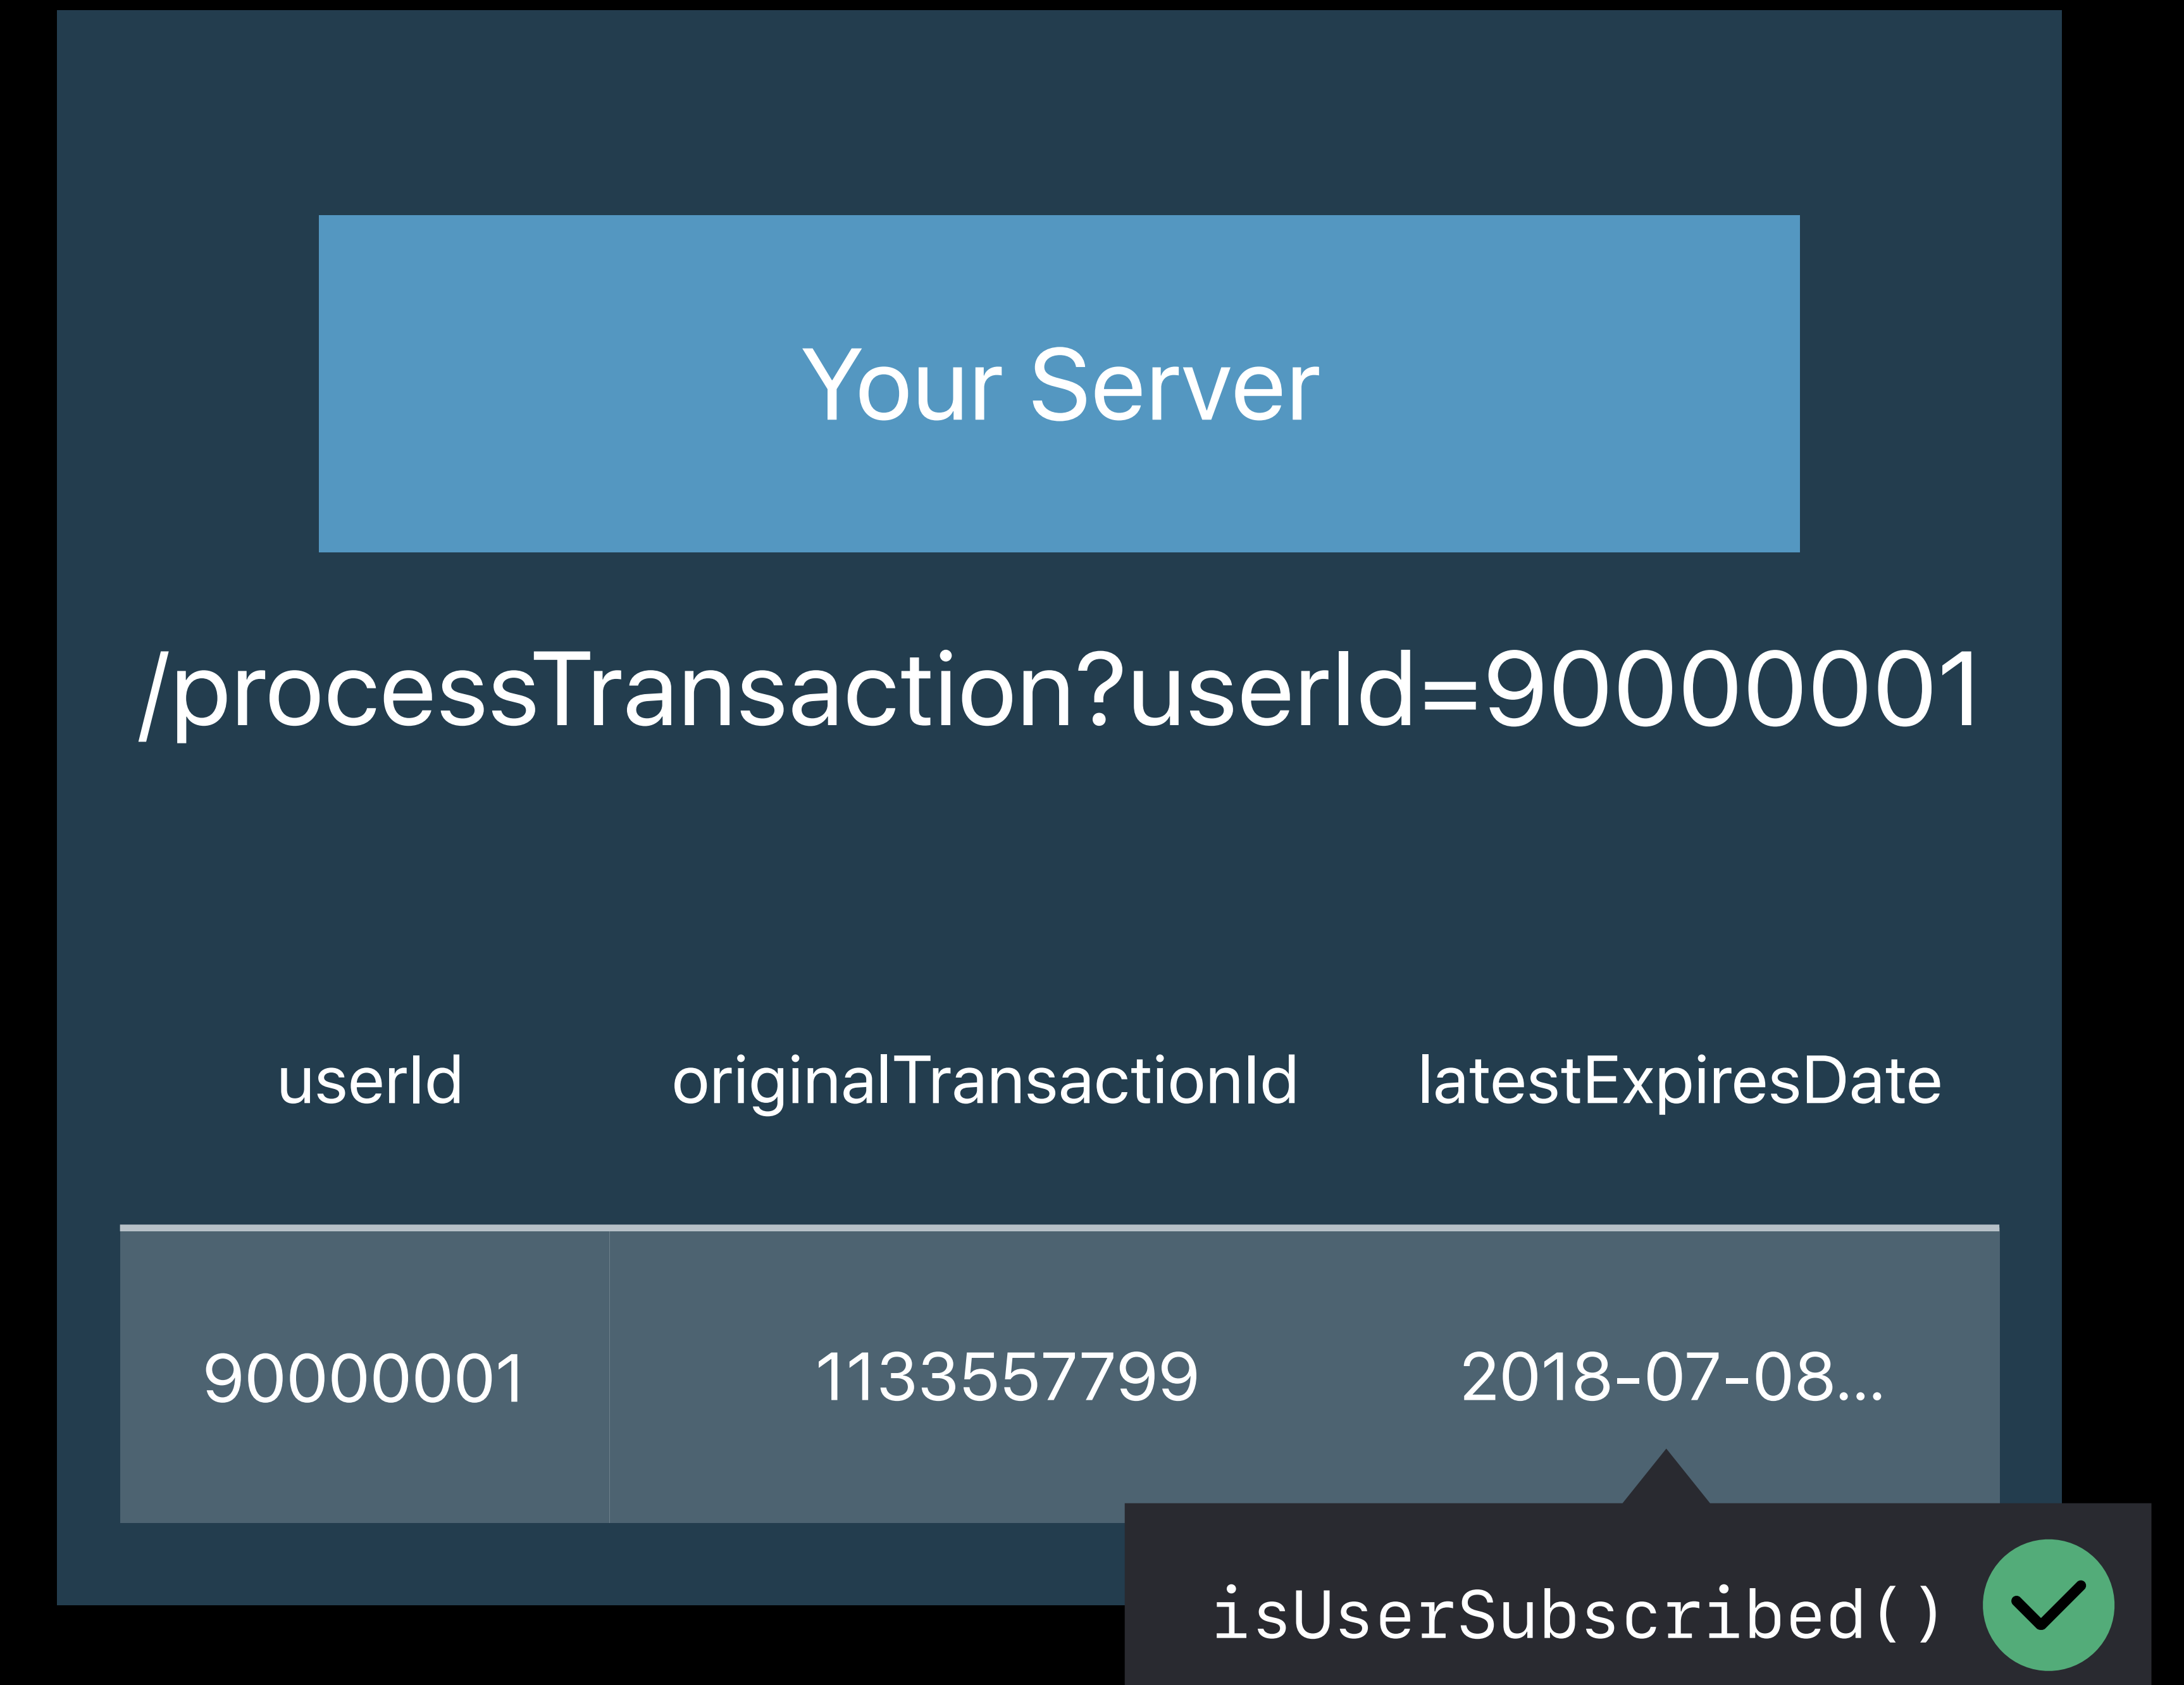 Your Server
/processTransaction?userId=90000001
userId originalTransactionId latestExpiresDate
90000001 1133557799 2018-07-08...
isUserSubscribed()